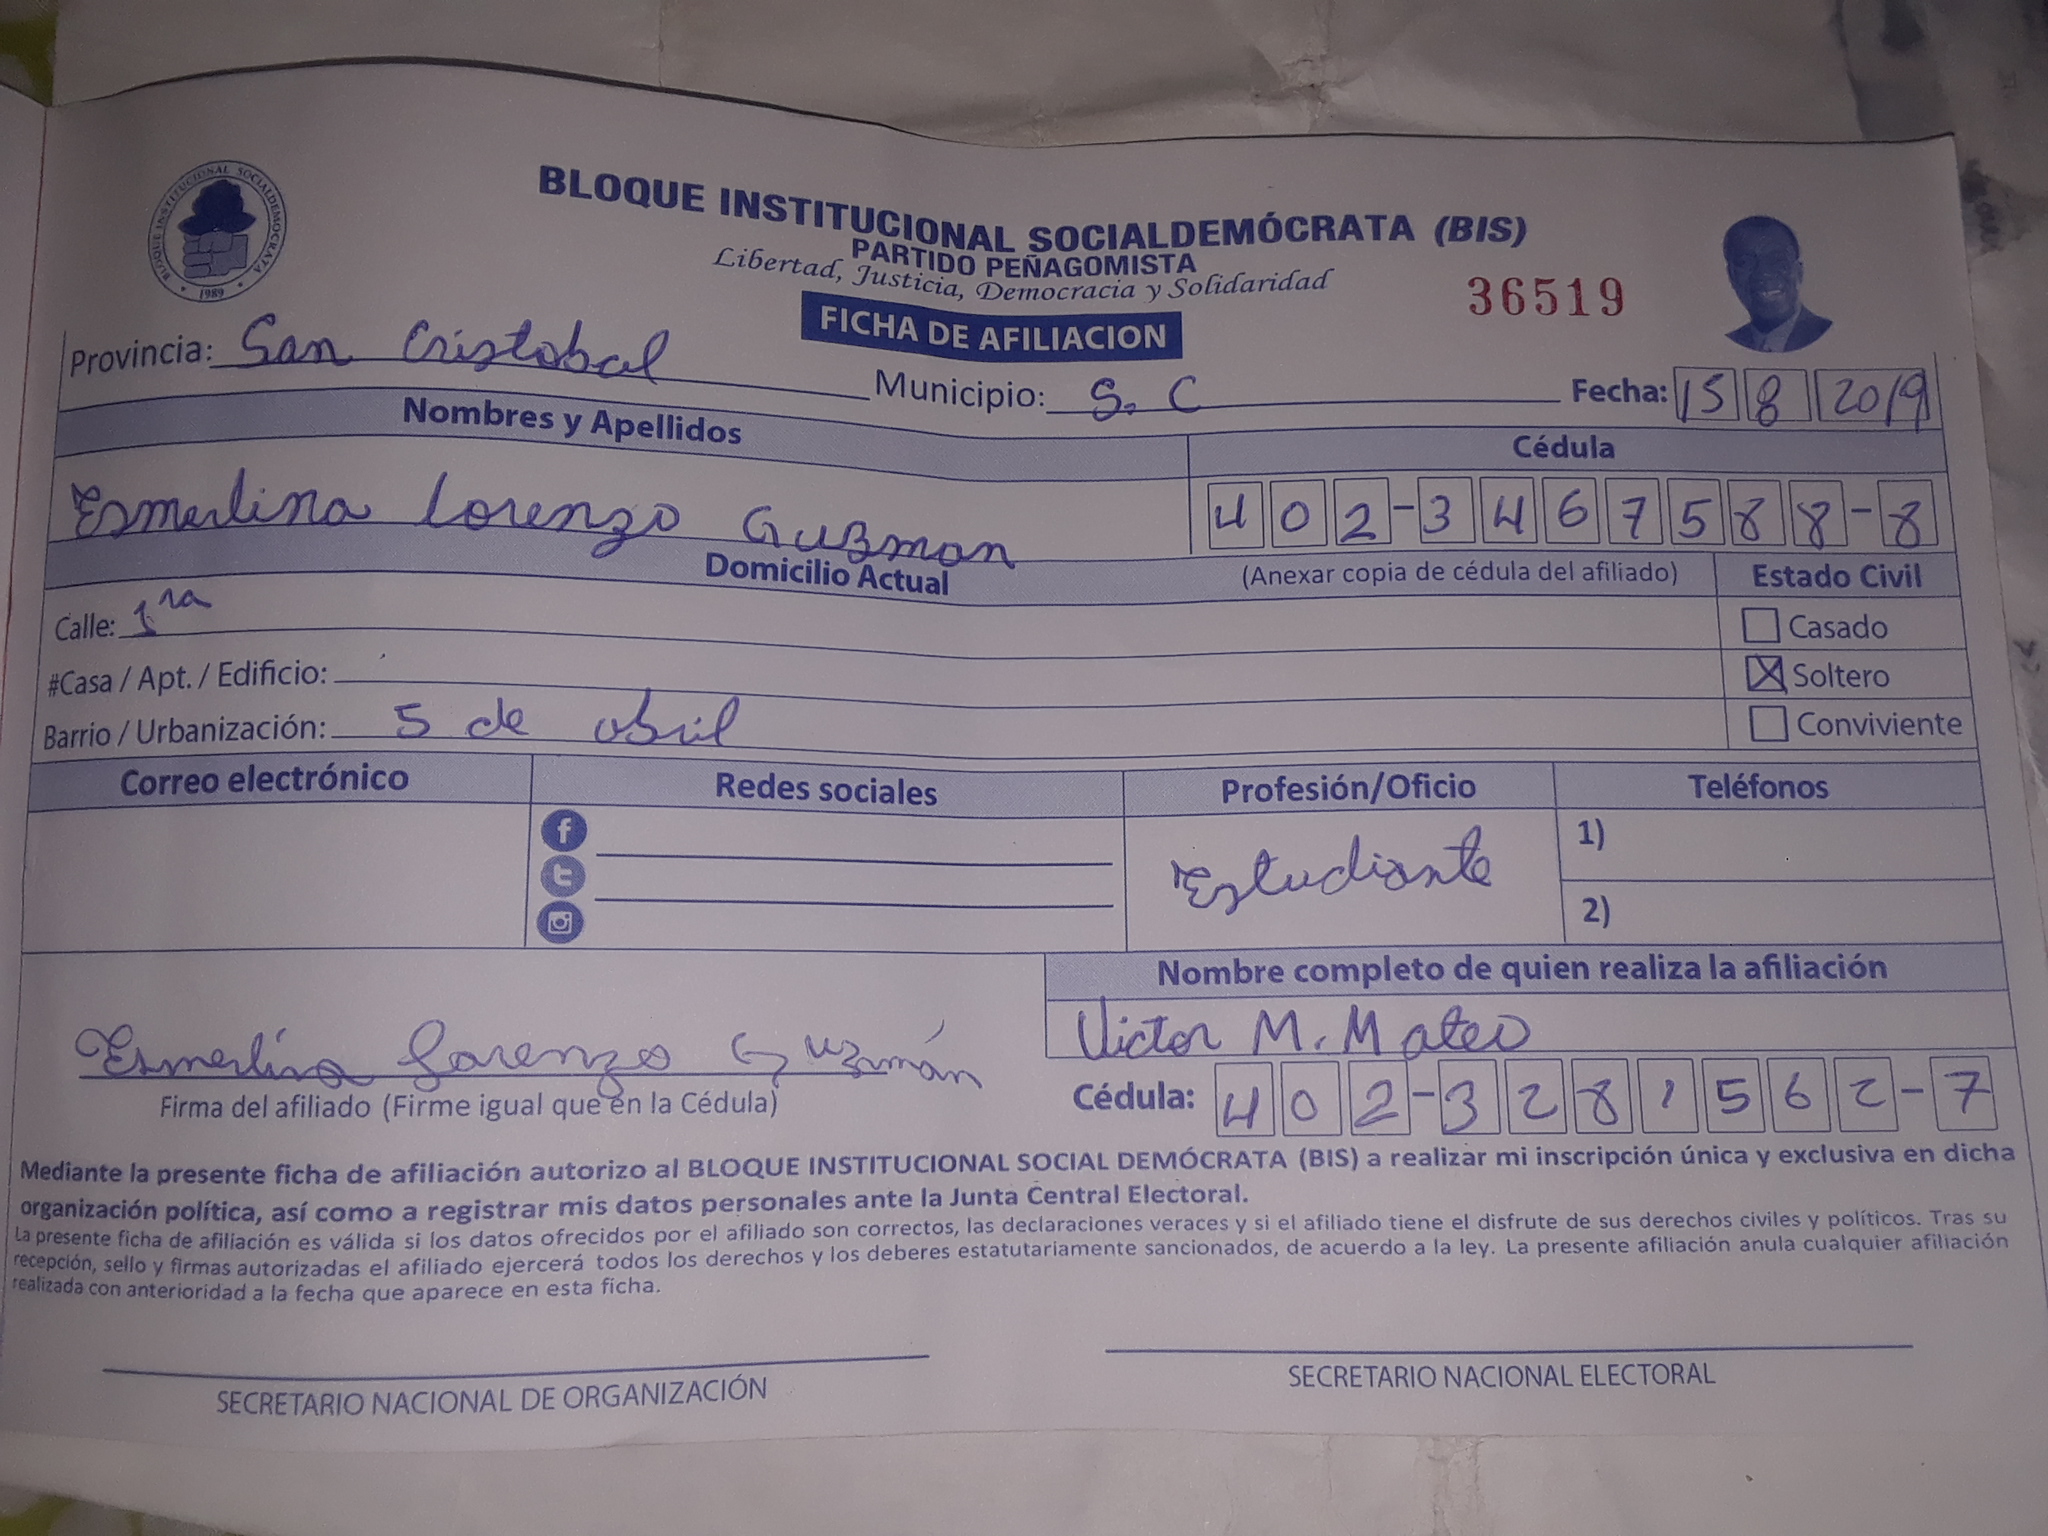 BLOQUE INSTITUCIONAL SOCIALDEMOCRATA
1989
BLOQUE INSTITUCIONAL SOCIALDEMÓCRATA (BIS)
PARTIDO PEÑAGOMISTA
Libertad, Justicia, Democracia y Solidaridad
36519
FICHA DE AFILIACION
Provincia: San Cristobal Municipio: S. C Fecha: 15 8 2019
Nombres y Apellidos Cédula
Esmerlina Lorenzo Guzman 402-3467588-8
Domicilio Actual (Anexar copia de cédula del afiliado) Estado Civil
Calle: 1ra Casado
#Casa / Apt. / Edificio: Soltero
Barrio / Urbanización: 5 de abril Conviviente
Correo electrónico Redes sociales Profesión/Oficio Teléfonos
Estudiante 1)
2)
Nombre completo de quien realiza la afiliación
Esmerlína Lorenzo Guzmán Victor M. Mateo
Firma del afiliado (Firme igual que en la Cédula) Cédula: 402-3281562-7
Mediante la presente ficha de afiliación autorizo al BLOQUE INSTITUCIONAL SOCIAL DEMÓCRATA (BIS) a realizar mi inscripción única y exclusiva en dicha
organización política, así como a registrar mis datos personales ante la Junta Central Electoral.
La presente ficha de afiliación es válida si los datos ofrecidos por el afiliado son correctos, las declaraciones veraces y si el afiliado tiene el disfrute de sus derechos civiles y políticos. Tras su
recepción, sello y firmas autorizadas el afiliado ejercerá todos los derechos y los deberes estatutariamente sancionados, de acuerdo a la ley. La presente afiliación anula cualquier afiliación
realizada con anterioridad a la fecha que aparece en esta ficha.
SECRETARIO NACIONAL DE ORGANIZACIÓN SECRETARIO NACIONAL ELECTORAL